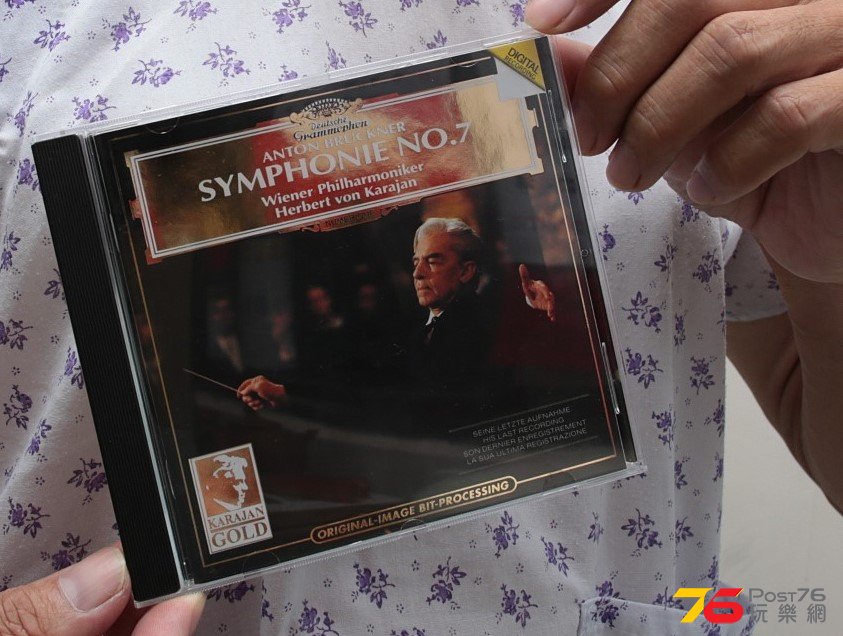 DIGITAL
RECORDING
Deutsche
Grammophon
ANTON BRUCKNER
SYMPHONIE NO.7
Wiener Philharmoniker
Herbert von Karajan
SEINE LETZTE AUFNAHME
HIS LAST RECORDING
SON DERNIER ENREGISTREMENT
LA SUA ULTIMA REGISTRAZIONE
KARAJAN
GOLD
ORIGINAL-IMAGE BIT-PROCESSING
76 POST76
玩樂網